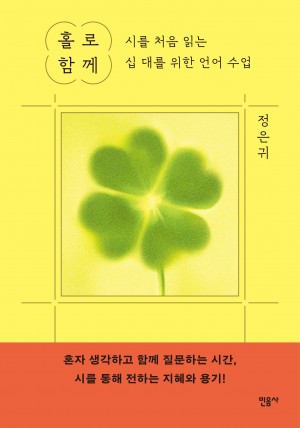 홀로
함께
시를 처음 읽는
십 대를 위한 언어 수업
정은귀
혼자 생각하고 함께 질문하는 시간,
시를 통해 전하는 지혜와 용기!
민음사